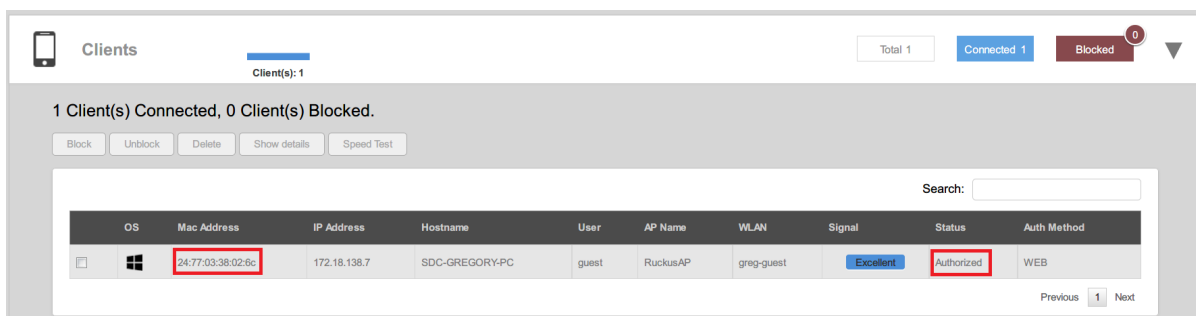 Clients
Client(s): 1
Total 1
Connected 1
Blocked
0
1 Client(s) Connected, 0 Client(s) Blocked.
Block Unblock Delete Show details Speed Test
Search:
OS Mac Address IP Address Hostname User AP Name WLAN Signal Status Auth Method
24:77:03:38:02:6c 172.18.138.7 SDC-GREGORY-PC guest RuckusAP greg-guest Excellent Authorized WEB
Previous 1 Next